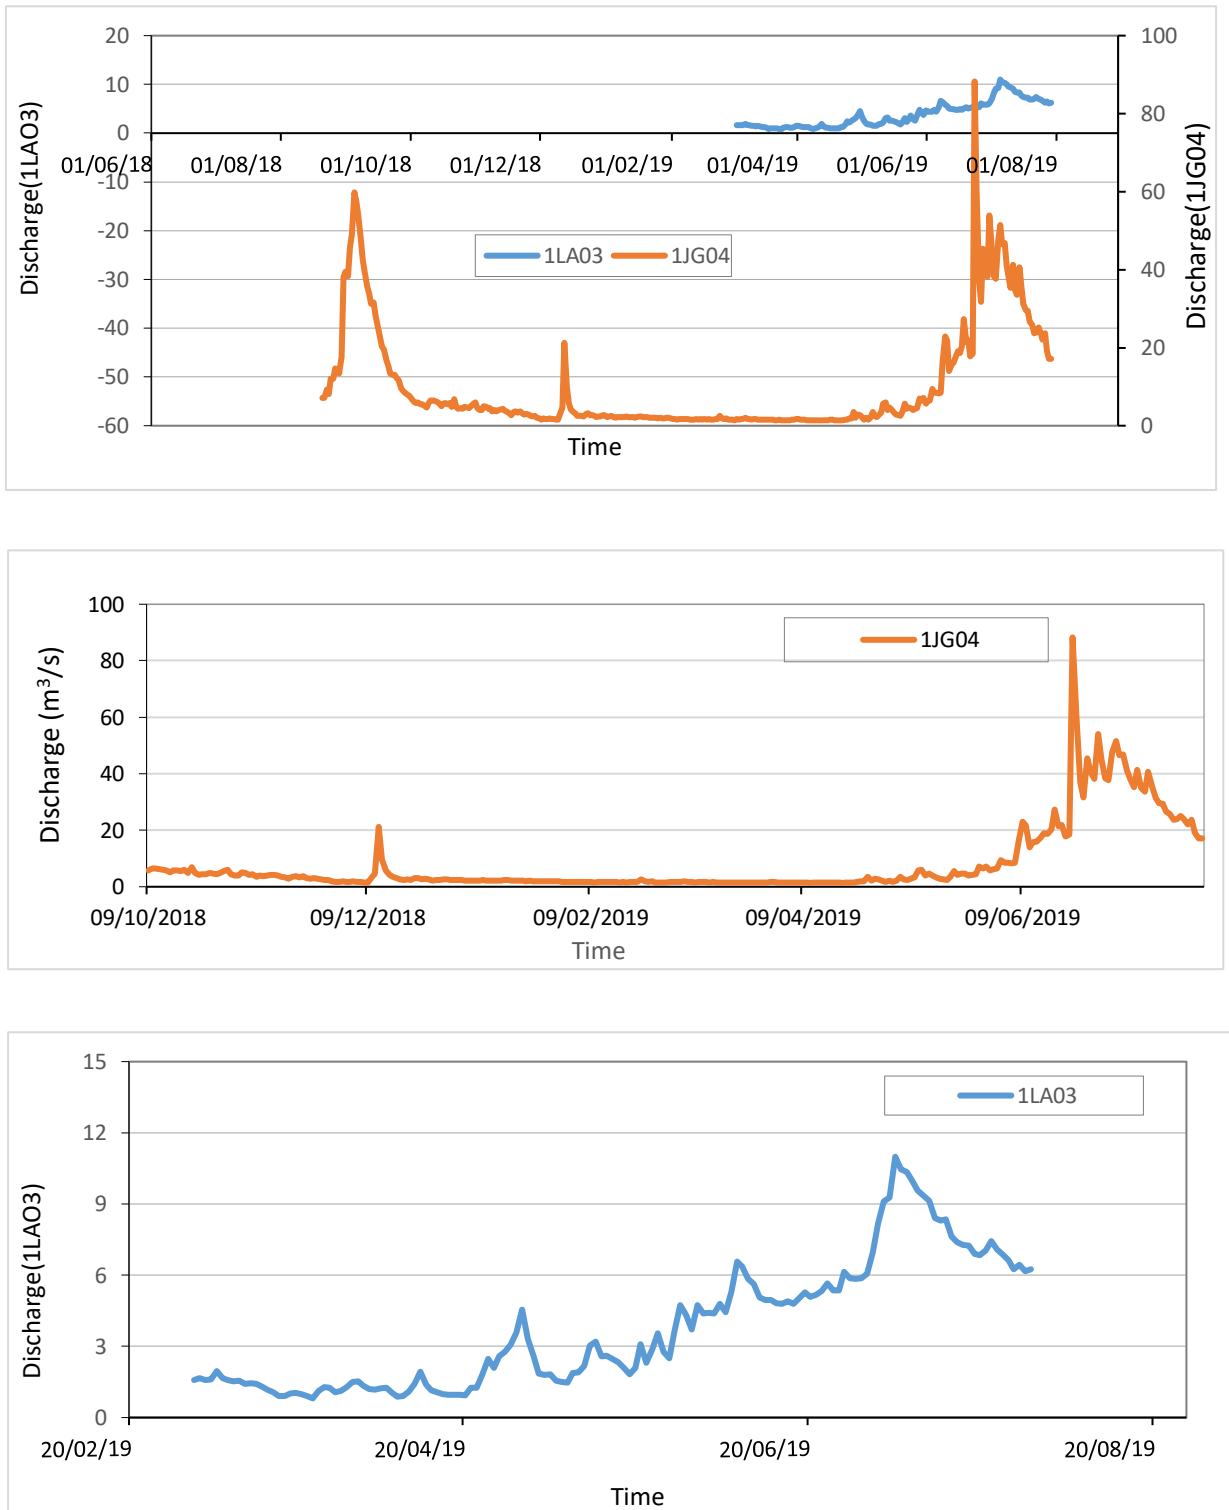 20
10
0
-10
-20
-30
-40
-50
-60
100
80
60
40
20
0
01/06/18 01/08/18 01/10/18 01/12/18 01/02/19 01/04/19 01/06/19 01/08/19
Discharge(1LAO3)
Discharge(1JG04)
1LA03 1JG04
Time
100
80
60
40
20
0
1JG04
Discharge (m³/s)
09/10/2018 09/12/2018 09/02/2019 09/04/2019 09/06/2019
Time
15
12
9
6
3
0
1LA03
Discharge(1LAO3)
20/02/19 20/04/19 20/06/19 20/08/19
Time